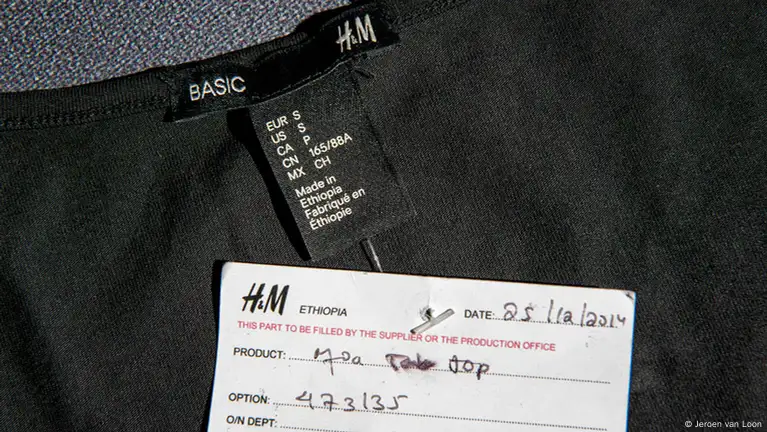 BASIC H&M
EUR S
US S
CA P
CN 165/88A
MX CH
Made in
Ethiopia
Fabriqué en
Éthiopie
H&M ETHIOPIA DATE: 25/12/2014
THIS PART TO BE FILLED BY THE SUPPLIER OR THE PRODUCTION OFFICE
PRODUCT: Moa top
OPTION: 473135
O/N DEPT:
© Jeroen van Loon